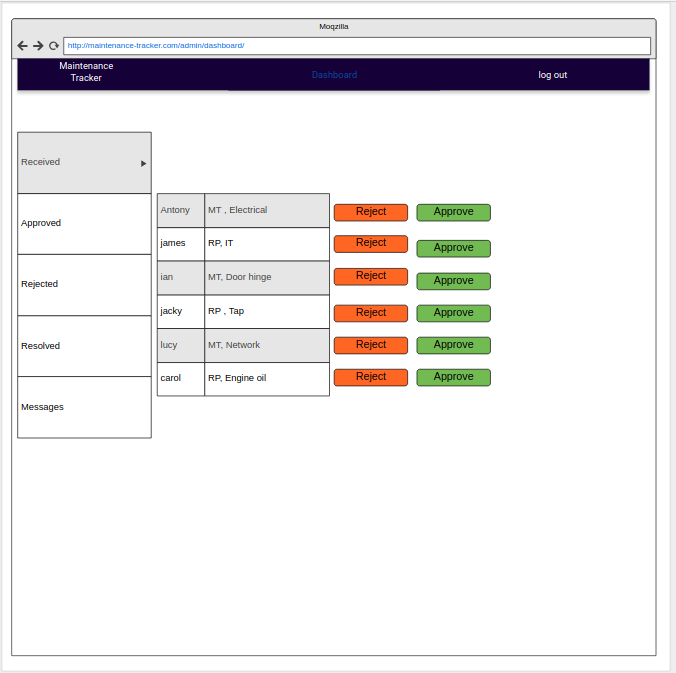 Moqzilla
http://maintenance-tracker.com/admin/dashboard/
Maintenance
Tracker
Dashboard
log out
Received
Approved
Rejected
Resolved
Messages
Antony MT , Electrical Reject Approve
james RP, IT Reject Approve
ian MT, Door hinge Reject Approve
jacky RP , Tap Reject Approve
lucy MT, Network Reject Approve
carol RP, Engine oil Reject Approve